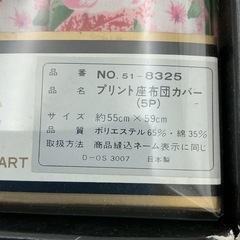 品番 NO. 51-8325
品名 プリント座布団カバー
(5P)
サイズ 約55cm×59cm
品質 ポリエステル65%・綿35%
取扱方法 商品縫込ネーム表示に同じ
D-OS 3007 日本製
ART